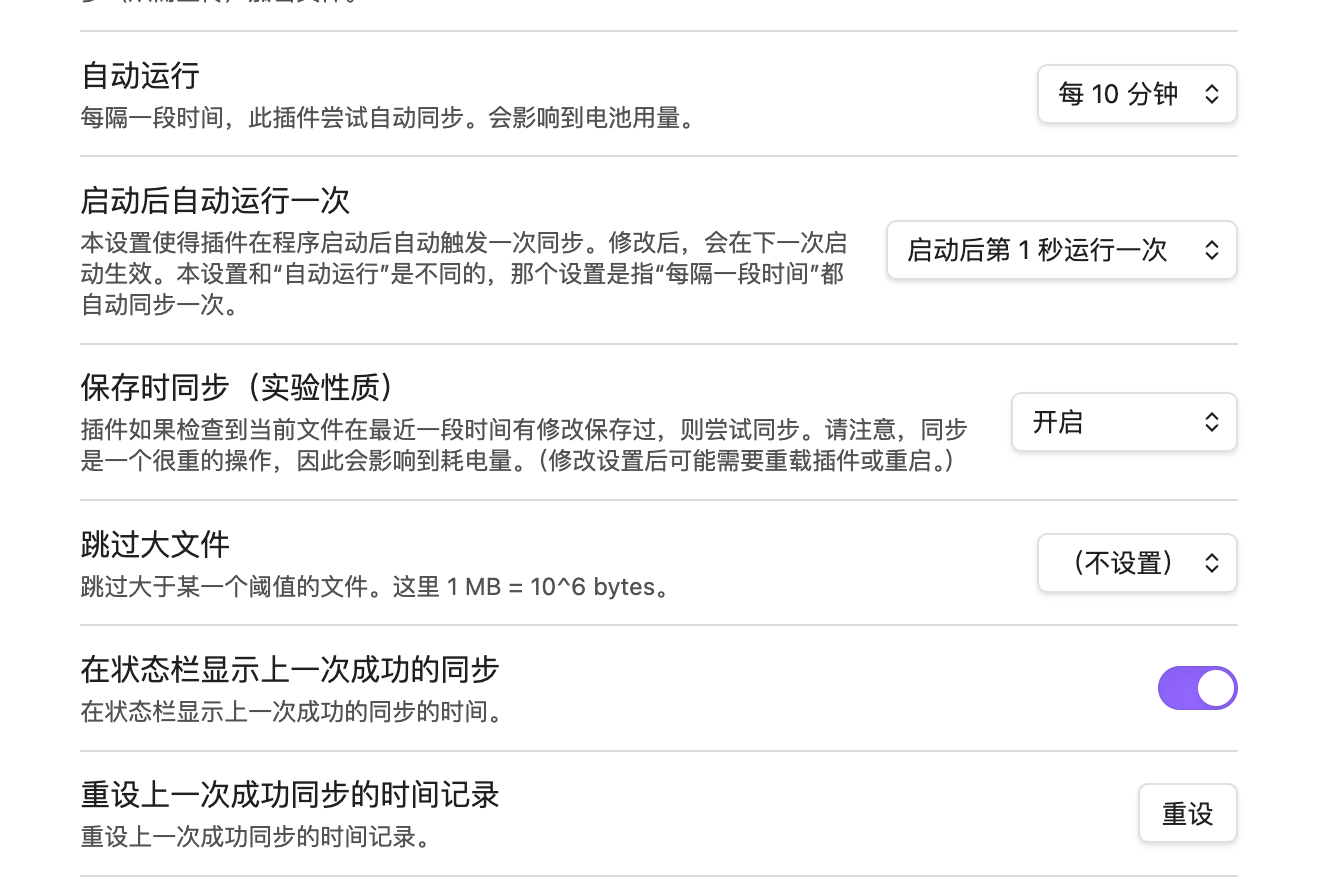 自动运行
每隔一段时间，此插件尝试自动同步。会影响到电池用量。
每 10 分钟
启动后自动运行一次
本设置使得插件在程序启动后自动触发一次同步。修改后，会在下一次启
动生效。本设置和“自动运行”是不同的，那个设置是指“每隔一段时间”都
自动同步一次。
启动后第 1 秒运行一次
保存时同步（实验性质）
插件如果检查到当前文件在最近一段时间有修改保存过，则尝试同步。请注意，同步
是一个很重的操作，因此会影响到耗电量。（修改设置后可能需要重载插件或重启。）
开启
跳过大文件
跳过大于某一个阈值的文件。这里 1 MB = 10^6 bytes。
（不设置）
在状态栏显示上一次成功的同步
在状态栏显示上一次成功的同步的时间。
重设上一次成功同步的时间记录
重设上一次成功同步的时间记录。
重设